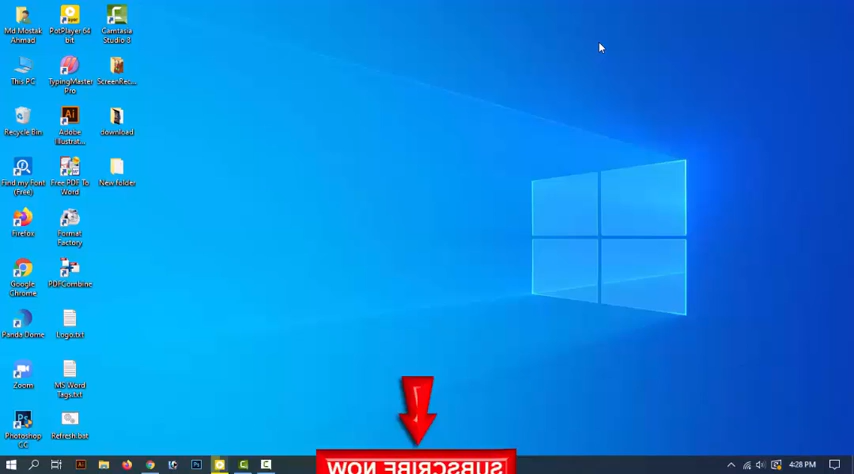 Md.Mostak
Ahmad
PotPlayer 64
bit
Camtasia
Studio 8
This PC
TypingMaster
Pro
ScreenRec...
Recycle Bin
Adobe
Illustrat...
download
Find my Font
(Free)
Free PDF To
Word
New folder
Firefox
Format
Factory
Google
Chrome
PDFCombine
Panda Dome
Logo.txt
Zoom
MS Word
Tags.txt
Photoshop
CC
Refresh.bat
SUBSCRIBE NOW
4:28 PM